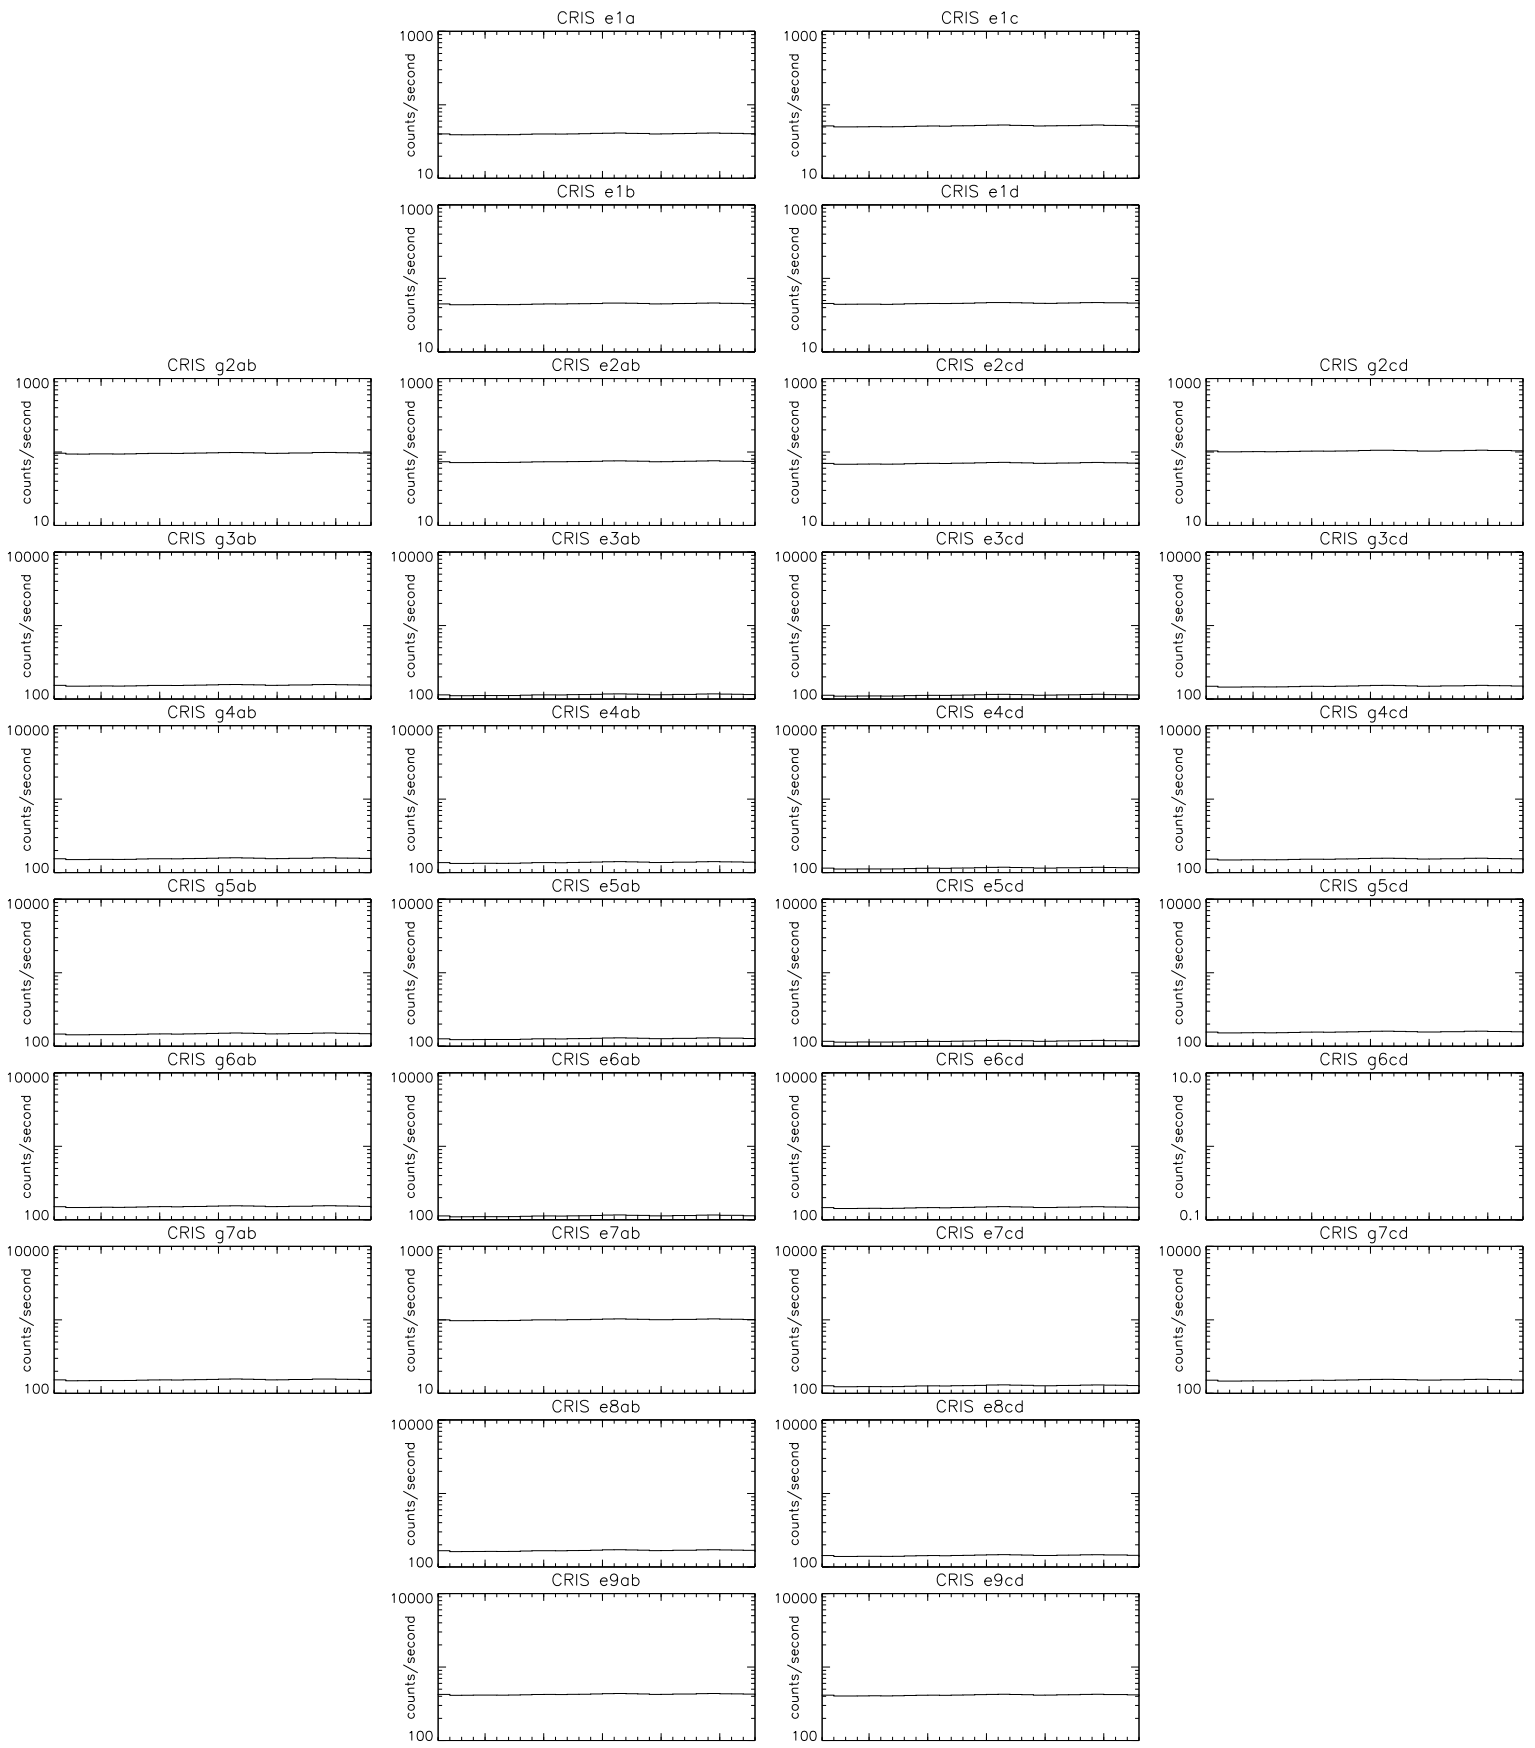 CRIS e1a CRIS e1c
1000 1000
counts/second counts/second
10 10
CRIS e1b CRIS e1d
1000 1000
counts/second counts/second
10 10
CRIS g2ab CRIS e2ab CRIS e2cd CRIS g2cd
1000 1000 1000 1000
counts/second counts/second counts/second counts/second
10 10 10 10
CRIS g3ab CRIS e3ab CRIS e3cd CRIS g3cd
10000 10000 10000 10000
counts/second counts/second counts/second counts/second
100 100 100 100
CRIS g4ab CRIS e4ab CRIS e4cd CRIS g4cd
10000 10000 10000 10000
counts/second counts/second counts/second counts/second
100 100 100 100
CRIS g5ab CRIS e5ab CRIS e5cd CRIS g5cd
10000 10000 10000 10000
counts/second counts/second counts/second counts/second
100 100 100 100
CRIS g6ab CRIS e6ab CRIS e6cd CRIS g6cd
10000 10000 10000 10.0
counts/second counts/second counts/second counts/second
100 100 100 0.1
CRIS g7ab CRIS e7ab CRIS e7cd CRIS g7cd
10000 1000 10000 10000
counts/second counts/second counts/second counts/second
100 10 100 100
CRIS e8ab CRIS e8cd
10000 10000
counts/second counts/second
100 100
CRIS e9ab CRIS e9cd
10000 10000
counts/second counts/second
100 100